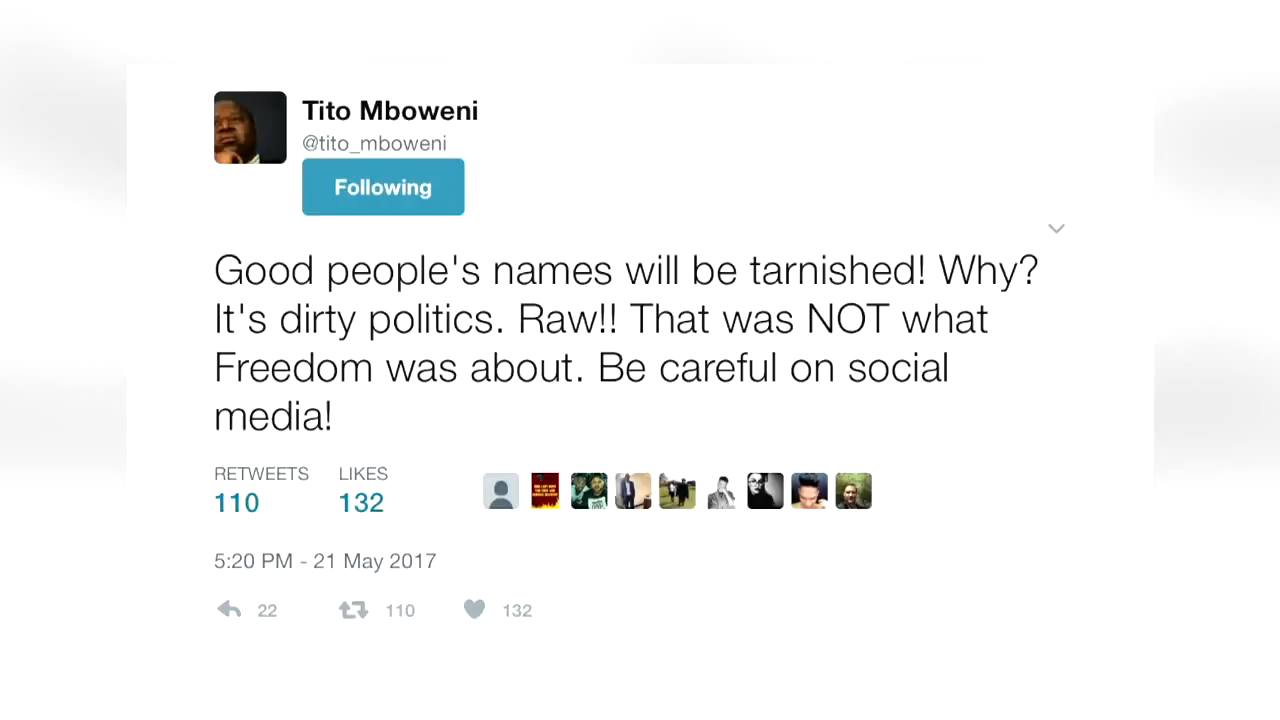 Tito Mboweni
@tito_mboweni
Following
Good people's names will be tarnished! Why?
It's dirty politics. Raw!! That was NOT what
Freedom was about. Be careful on social
media!
RETWEETS LIKES
110 132
5:20 PM - 21 May 2017
22 110 132